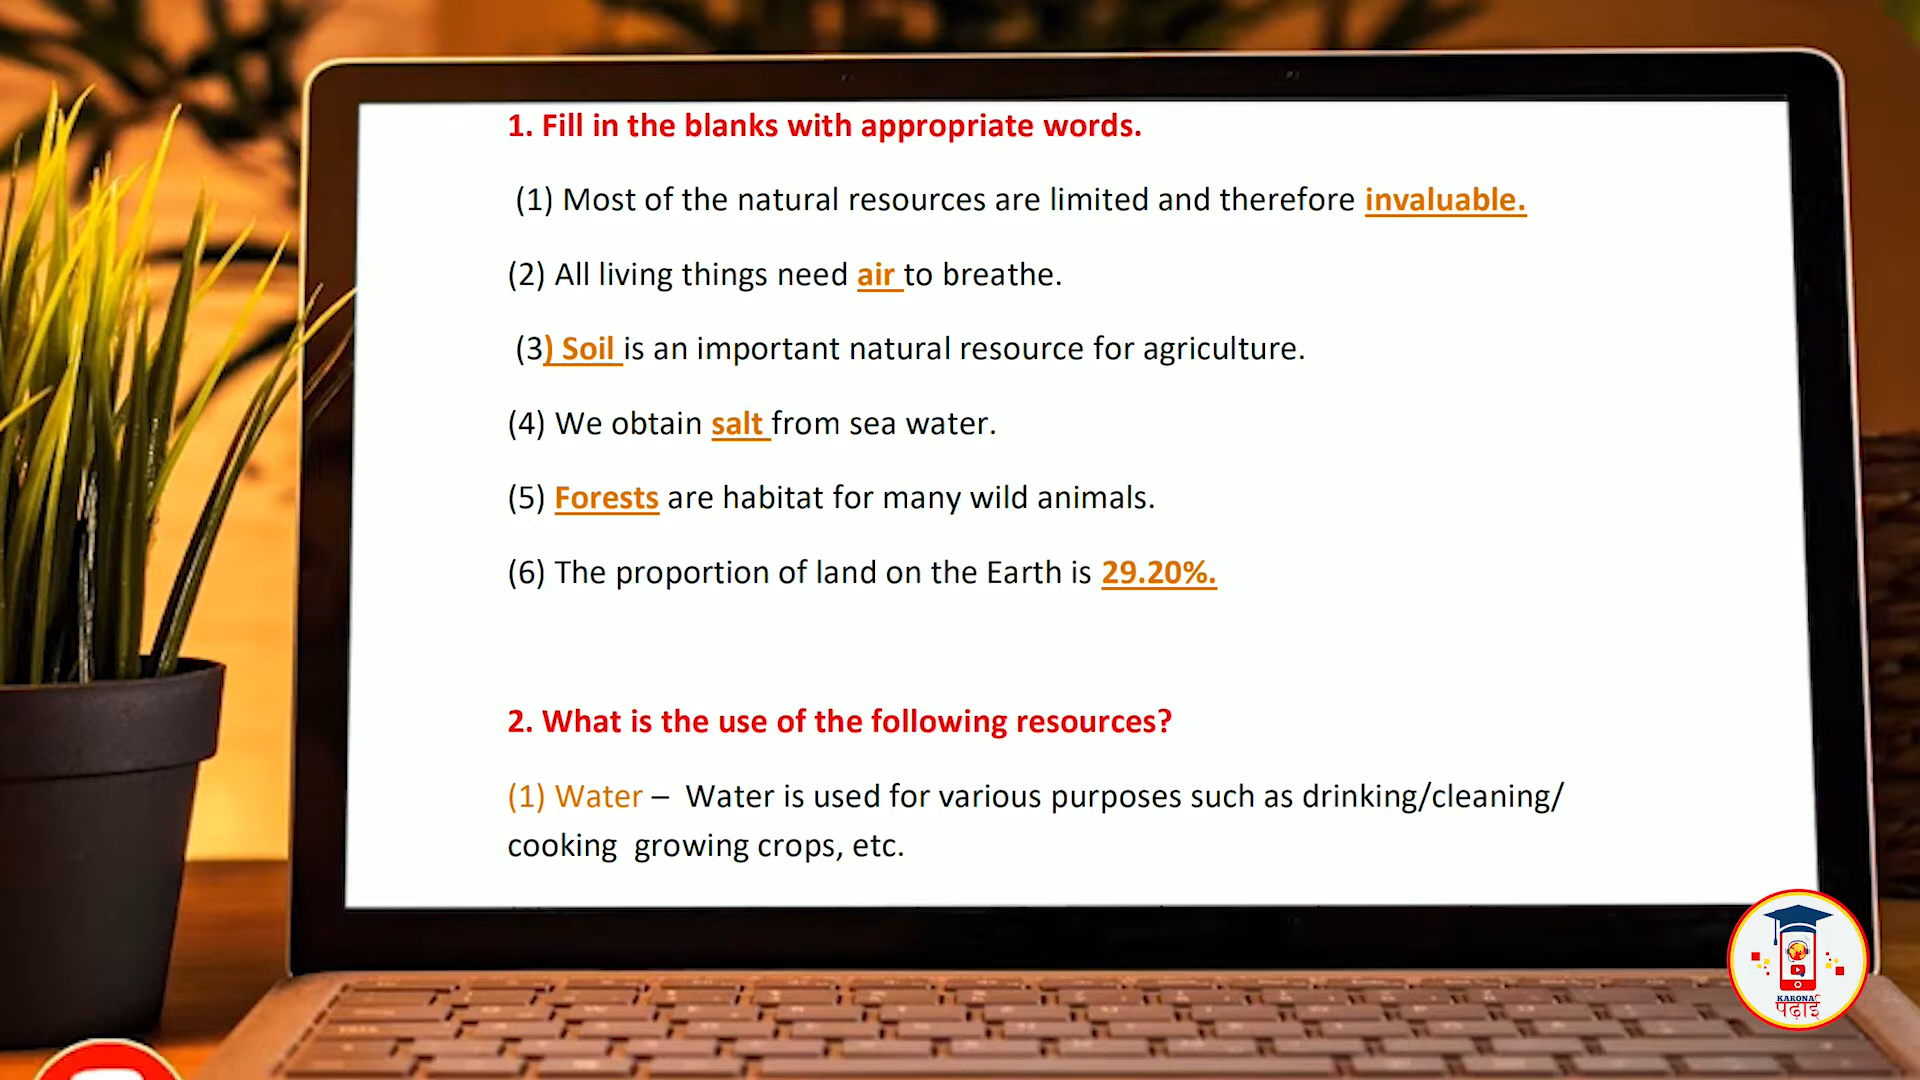 1. Fill in the blanks with appropriate words.
(1) Most of the natural resources are limited and therefore invaluable.
(2) All living things need air to breathe.
(3) Soil is an important natural resource for agriculture.
(4) We obtain salt from sea water.
(5) Forests are habitat for many wild animals.
(6) The proportion of land on the Earth is 29.20%.
2. What is the use of the following resources?
(1) Water – Water is used for various purposes such as drinking/cleaning/
cooking growing crops, etc.
KARONA
पढ़ाई